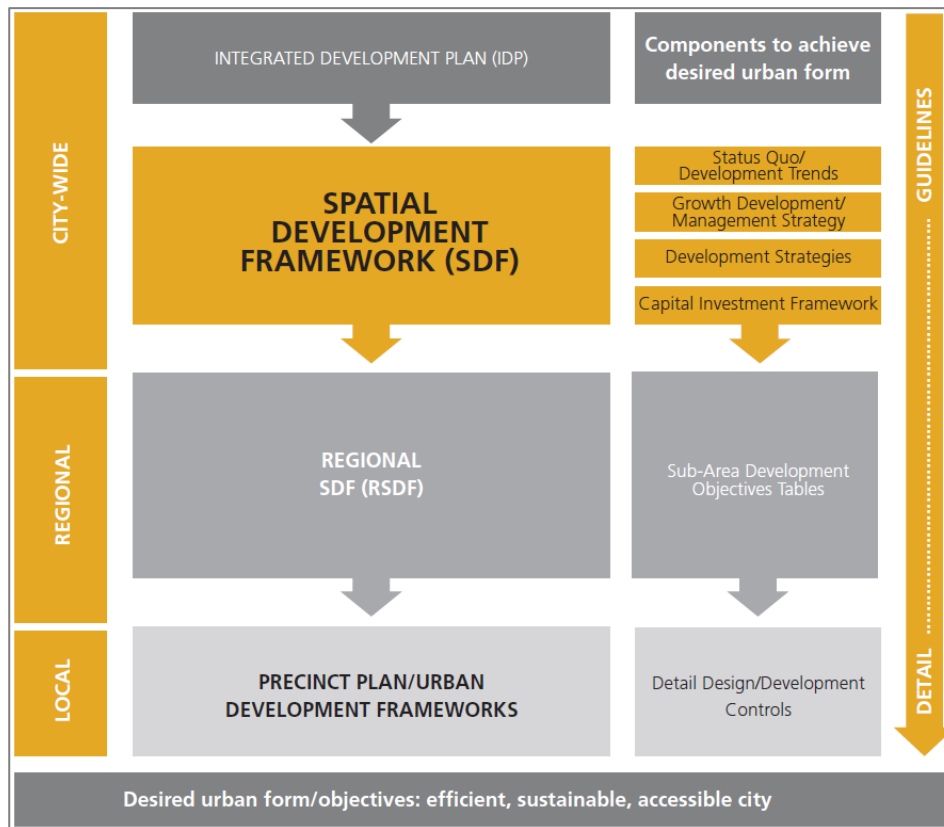 INTEGRATED DEVELOPMENT PLAN (IDP)
Components to achieve
desired urban form
CITY-WIDE
SPATIAL
DEVELOPMENT
FRAMEWORK (SDF)
Status Quo/
Development Trends
Growth Development/
Management Strategy
Development Strategies
Capital Investment Framework
GUIDELINES
REGIONAL
REGIONAL
SDF (RSDF)
Sub-Area Development
Objectives Tables
LOCAL
PRECINCT PLAN/URBAN
DEVELOPMENT FRAMEWORKS
Detail Design/Development
Controls
DETAIL
Desired urban form/objectives: efficient, sustainable, accessible city